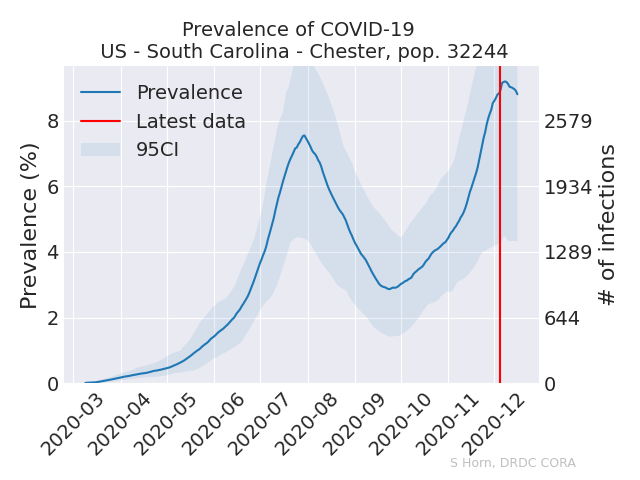 Prevalence of COVID-19
US - South Carolina - Chester, pop. 32244
Prevalence
Latest data
95CI
Prevalence (%)
8
6
4
2
0
2579
1934
1289
644
0
# of infections
2020-03
2020-04
2020-05
2020-06
2020-07
2020-08
2020-09
2020-10
2020-11
2020-12
S Horn, DRDC CORA